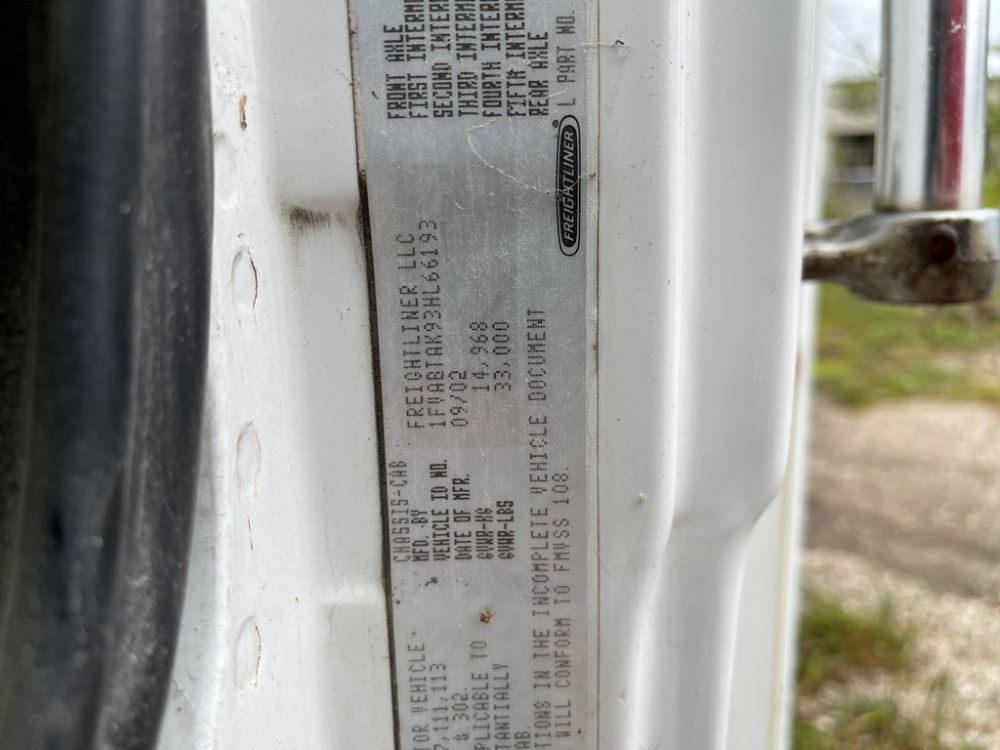 TOR VEHICLE-
7,111,113
& 302.
PLICABLE TO
TANTIALLY
AB.
TIONS IN THE INCOMPLETE VEHICLE DOCUMENT
WILL CONFORM TO FMVSS 108.
CHASSIS-CAB
MFD. BY FREIGHTLINER LLC
VEHICLE ID NO. 1FVABTAK93HL66193
DATE OF MFR. 09/02
GVWR-KG 14,968
GVWR-LBS 33,000
FREIGHTLINER®
FRONT AXLE
FIRST INTERM
SECOND INTERM
THIRD INTERM
FOURTH INTERM
FIFTH INTERM
REAR AXLE
L PART NO.